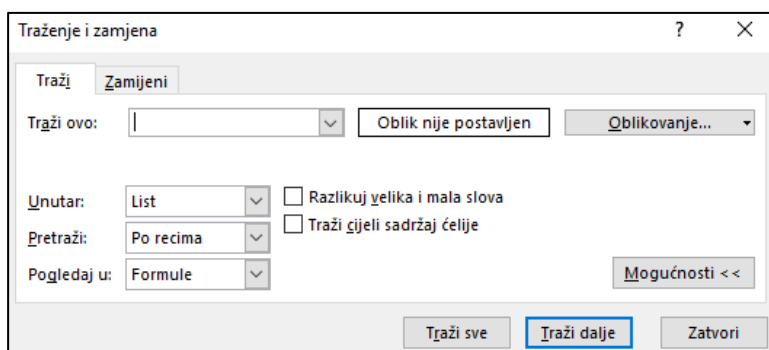 Traženje i zamjena
Traži Zamijeni
Traži ovo: Oblik nije postavljen Oblikovanje...
Unutar: List Razlikuj velika i mala slova
Pretraži: Po recima Traži cijeli sadržaj ćelije
Pogledaj u: Formule Mogućnosti <<
Traži sve Traži dalje Zatvori